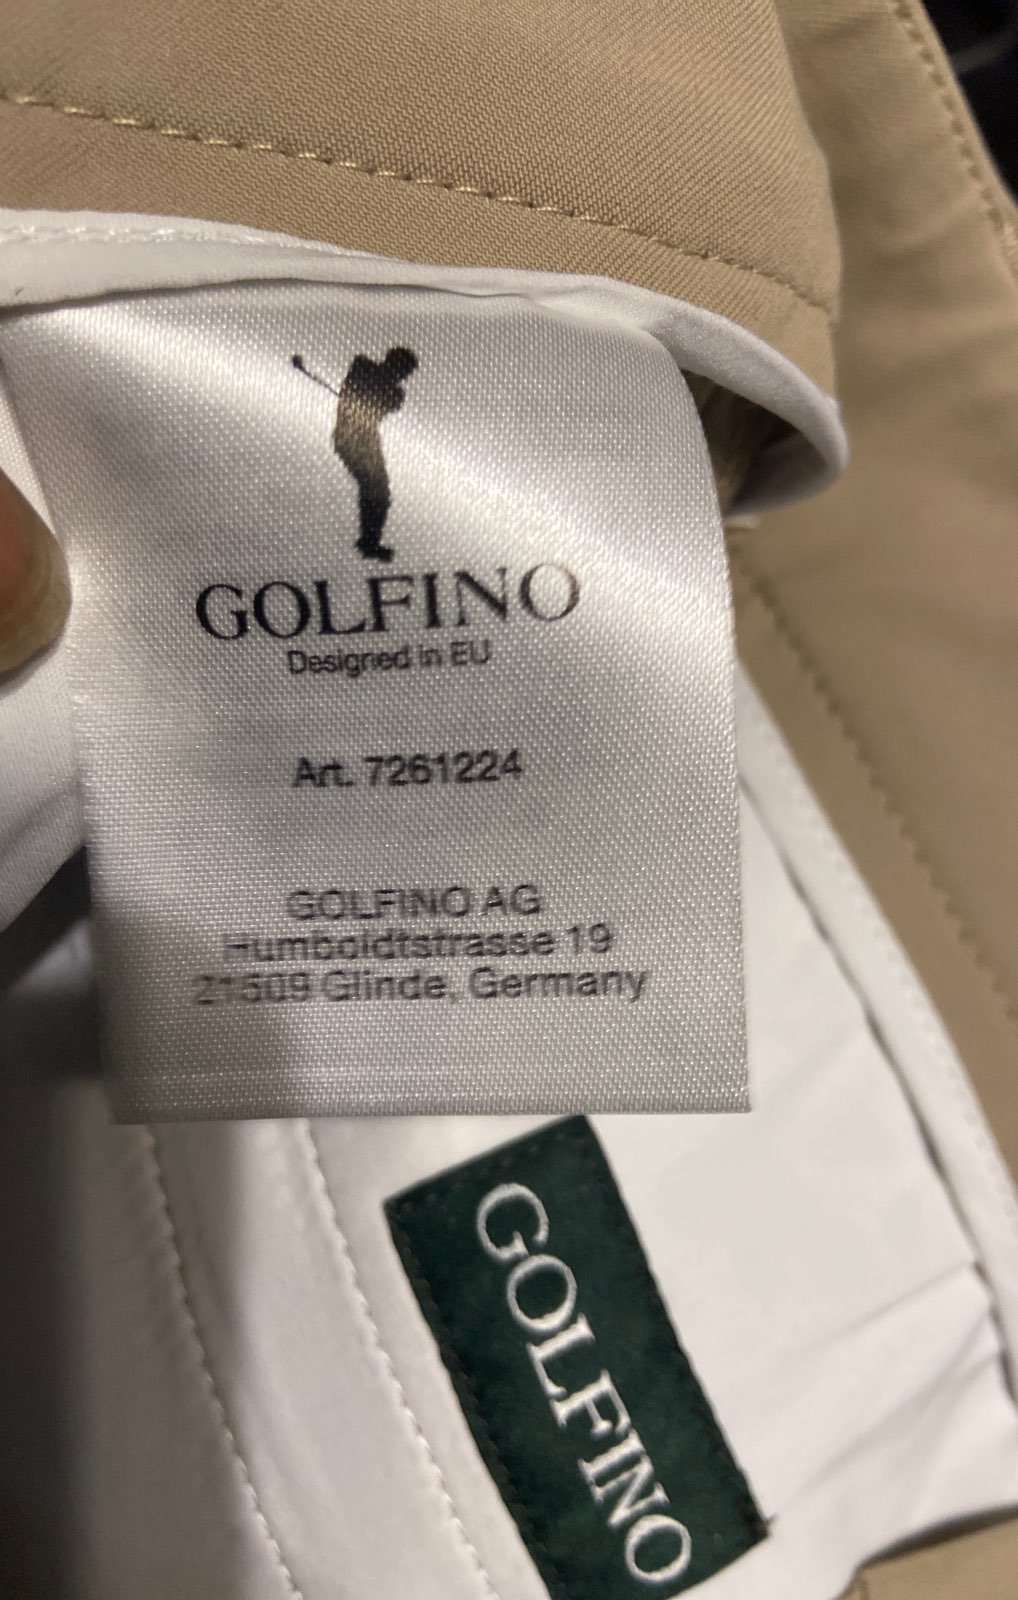 GOLFINO
Designed in EU
Art. 7261224
GOLFINO AG
Humboldtstrasse 19
21509 Glinde, Germany
GOLFINO